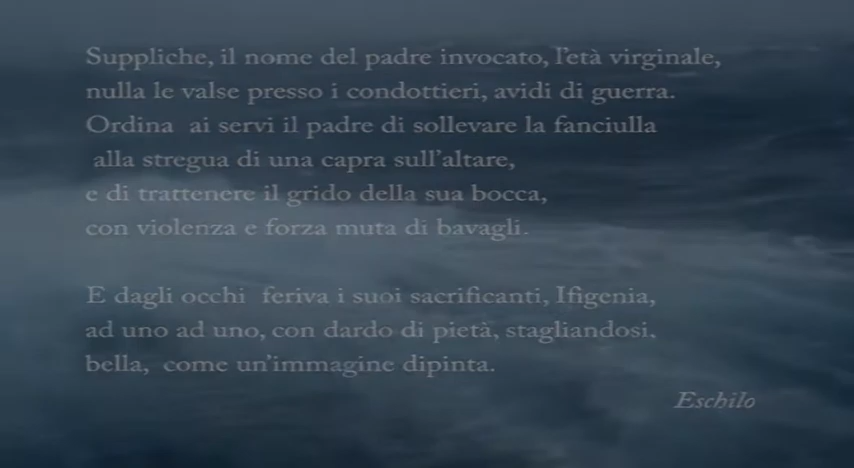 Suppliche, il nome del padre invocato, l'età virginale,
nulla le valse presso i condottieri, avidi di guerra.
Ordina ai servi il padre di sollevare la fanciulla
alla stregua di una capra sull'altare,
e di trattenere il grido della sua bocca,
con violenza e forza muta di bavagli.
E dagli occhi feriva i suoi sacrificanti, Ifigenia,
ad uno ad uno, con dardo di pietà, stagliandosi,
bella, come un'immagine dipinta.
Eschilo